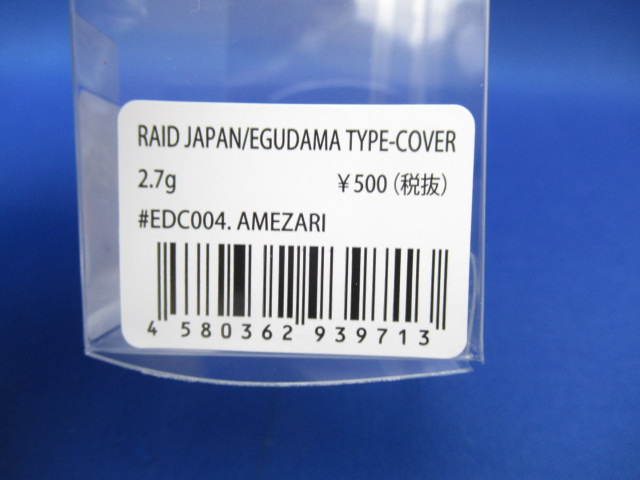 RAID JAPAN/EGUDAMA TYPE-COVER
2.7g ￥500(税抜)
#EDC004. AMEZARI
4 580362 939713